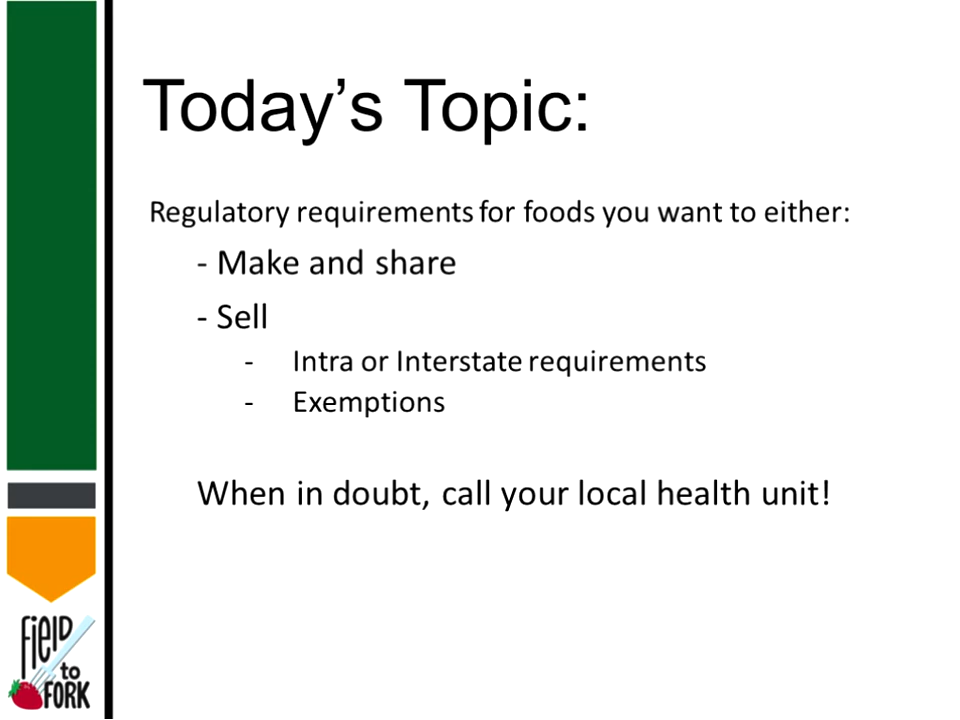 Today's Topic:
Regulatory requirements for foods you want to either:
- Make and share
- Sell
- Intra or Interstate requirements
- Exemptions
When in doubt, call your local health unit!
FielD
to
FORK